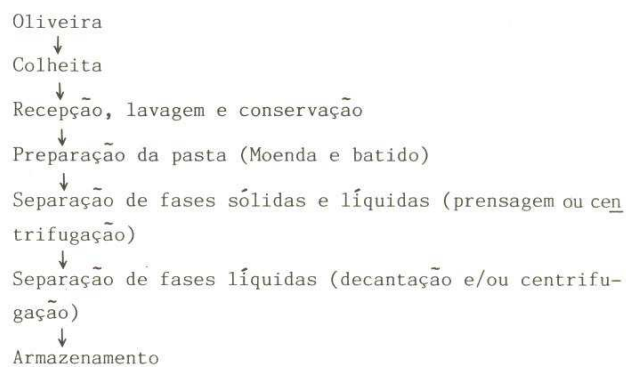 Oliveira
↓
Colheita
↓
Recepção, lavagem e conservação
↓
Preparação da pasta (Moenda e batido)
↓
Separação de fases sólidas e líquidas (prensagem ou cen
trifugação)
↓
Separação de fases líquidas (decantação e/ou centrifu-
gação)
↓
Armazenamento